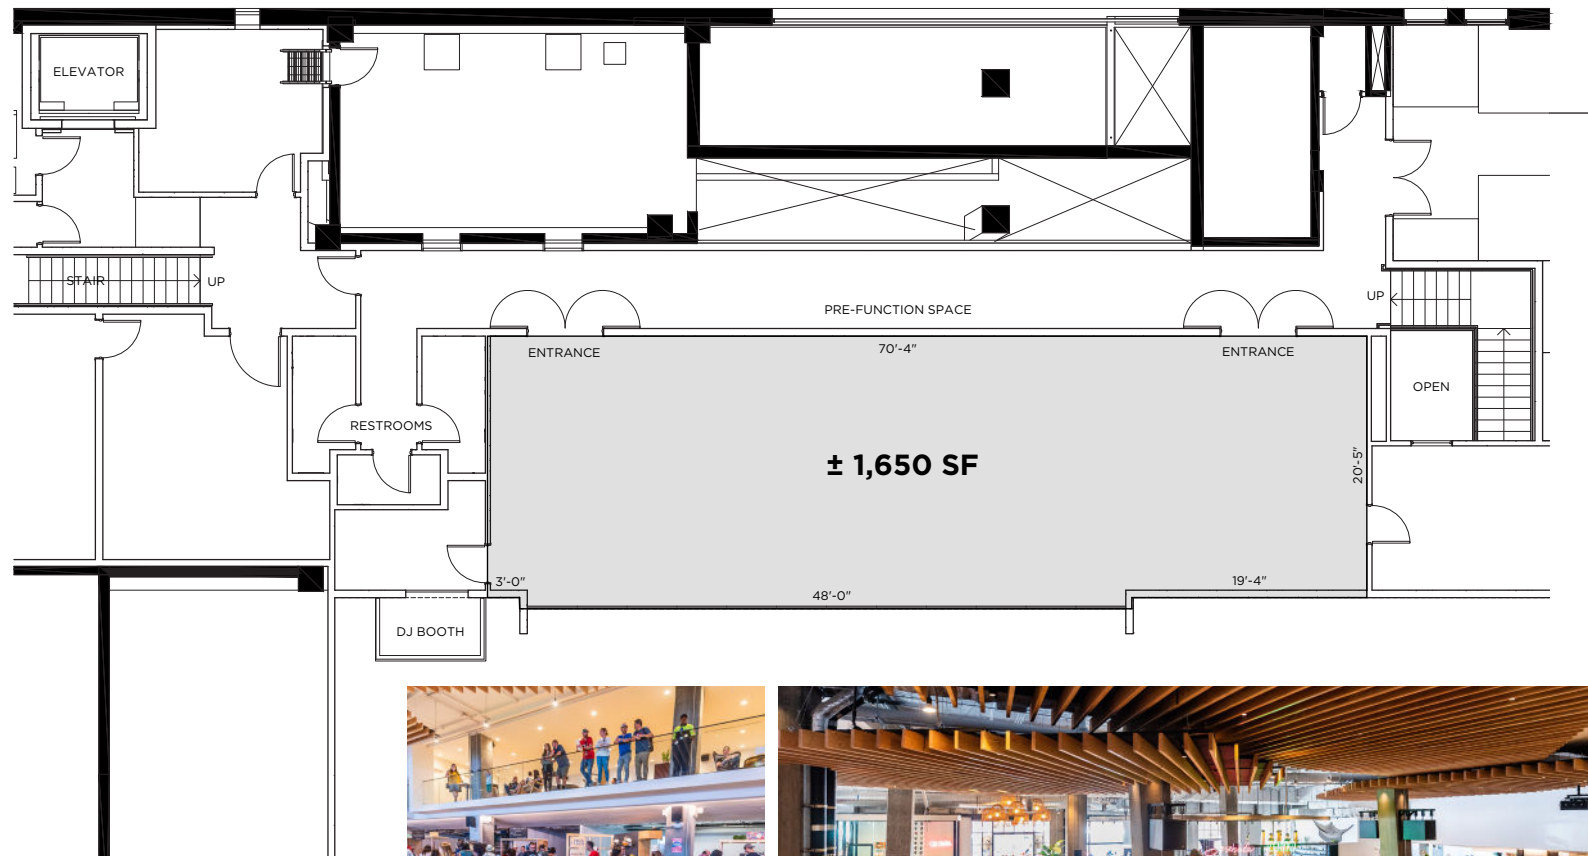 ELEVATOR
STAIR
UP
PRE-FUNCTION SPACE
UP
ENTRANCE
70'-4"
ENTRANCE
OPEN
RESTROOMS
± 1,650 SF
20'-5"
3'-0"
48'-0"
19'-4"
DJ BOOTH